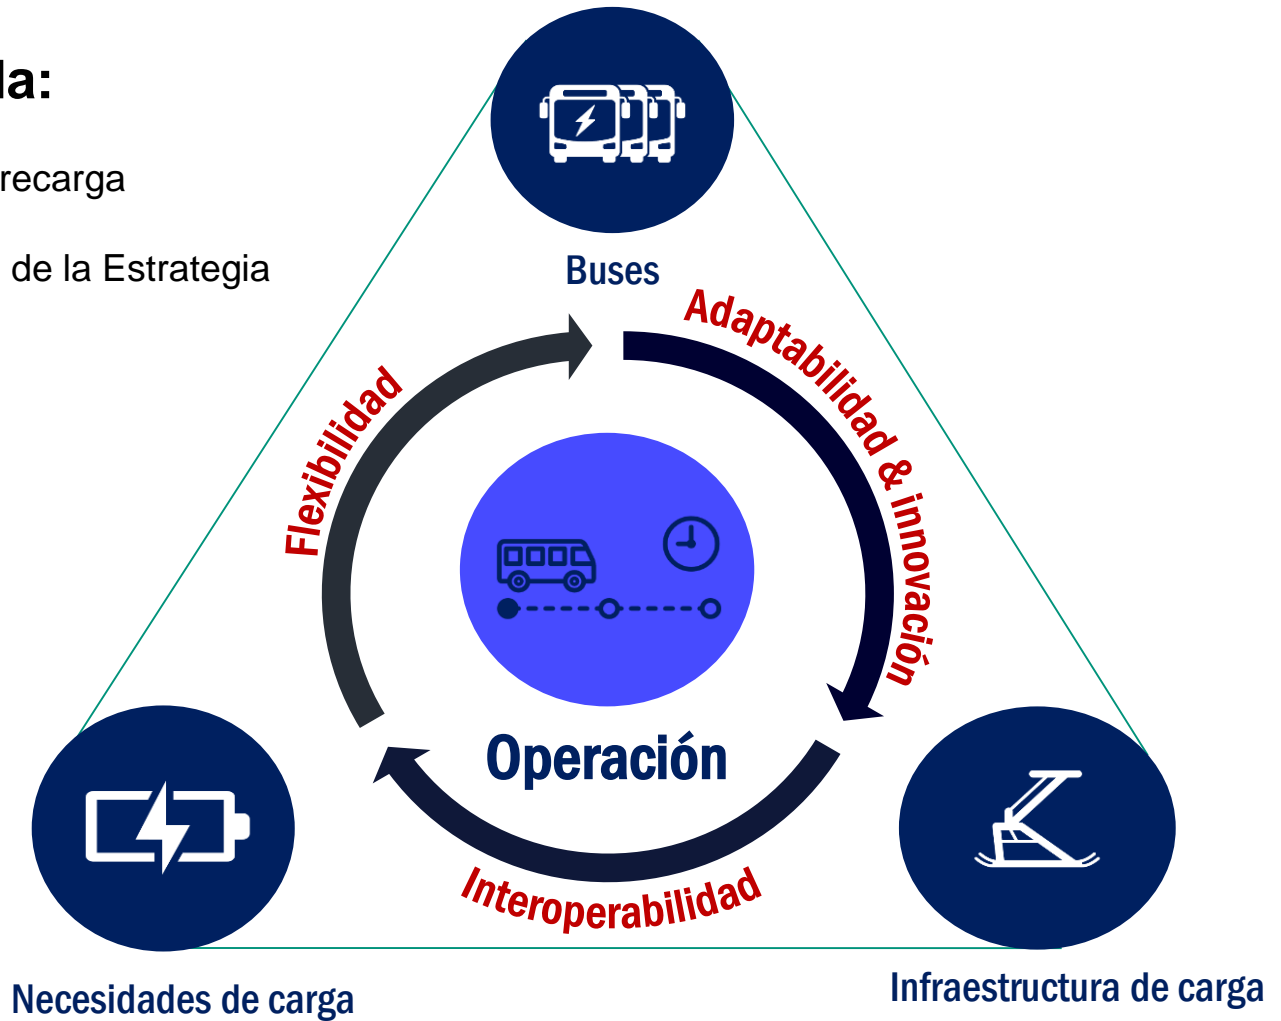 la:
recarga
de la Estrategia
Buses
Adaptabilidad & innovación
Flexibilidad
Operación
Interoperabilidad
Necesidades de carga
Infraestructura de carga